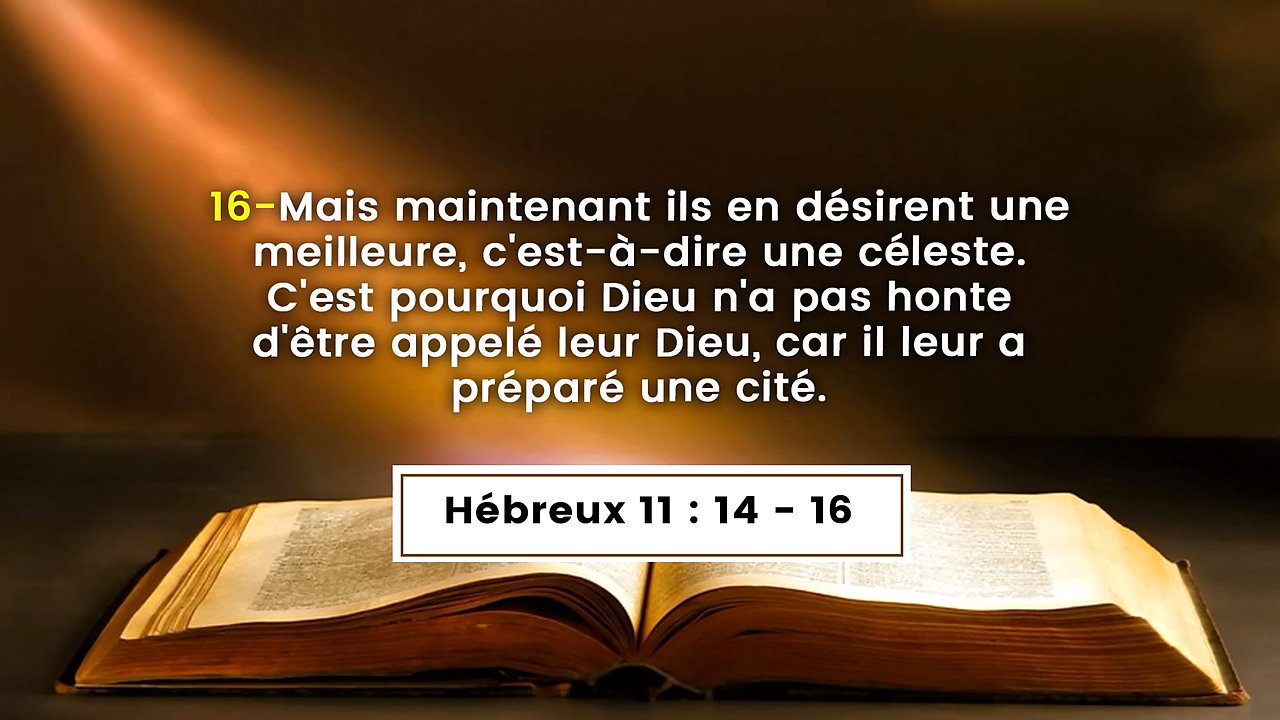 16-Mais maintenant ils en désirent une
meilleure, c'est-à-dire une céleste.
C'est pourquoi Dieu n'a pas honte
d'être appelé leur Dieu, car il leur a
préparé une cité.
Hébreux 11 : 14 - 16